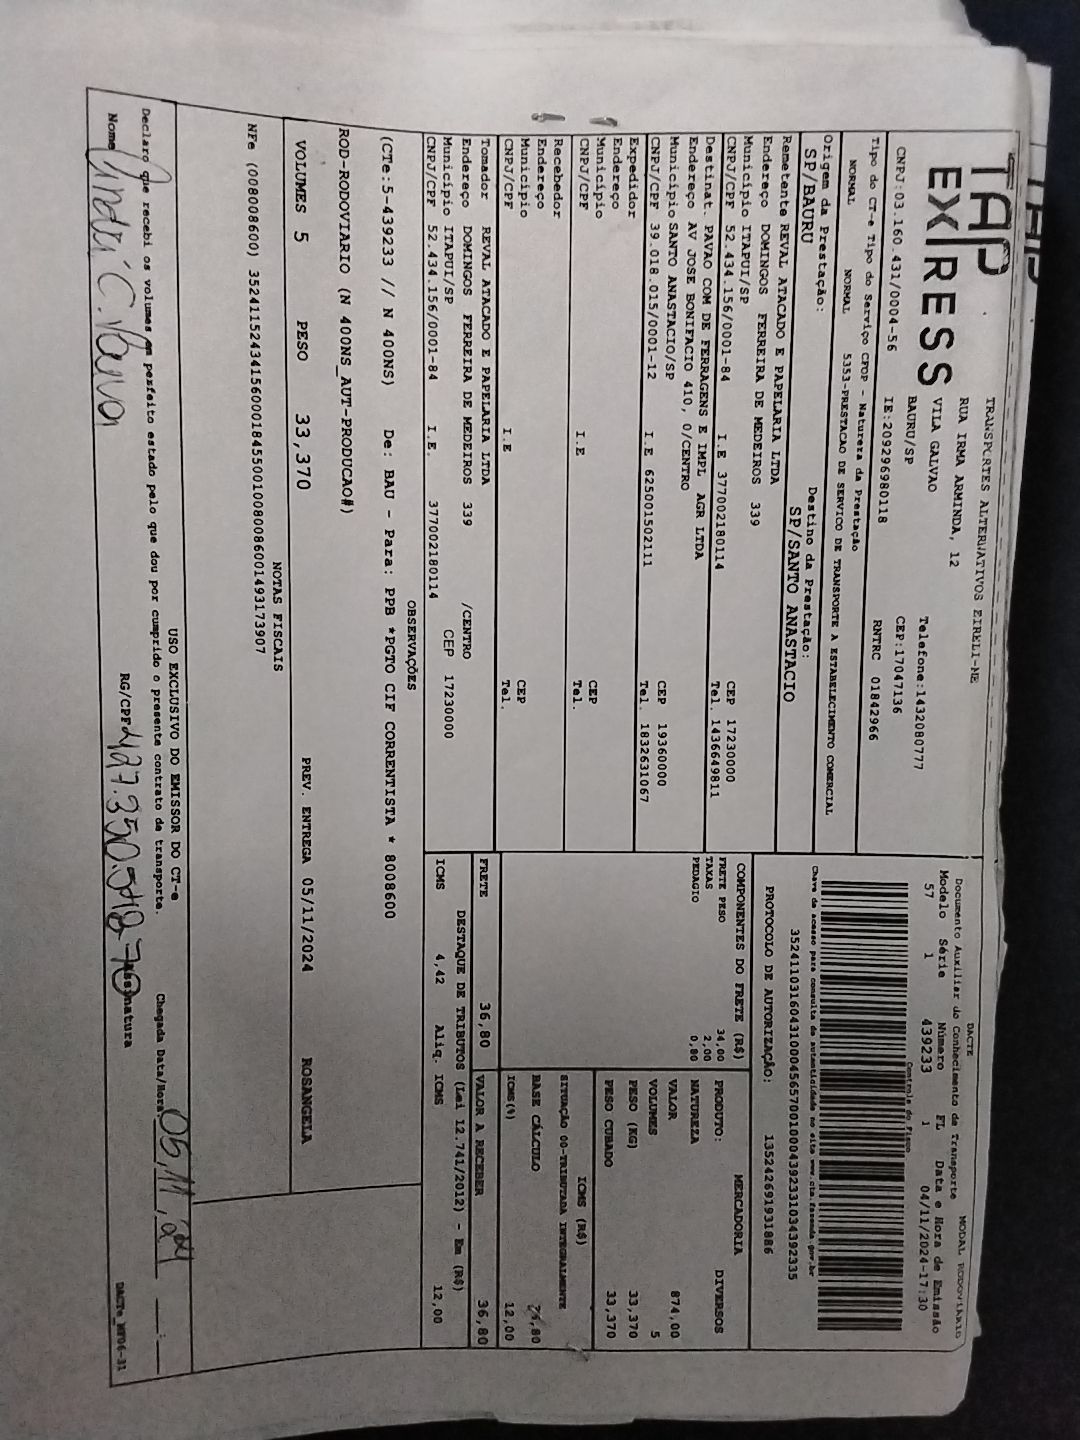 TAP
EXPRESS
TRANSPORTES ALTERNATIVOS EIRELI-ME
RUA IRMA ARMINDA, 12
VILA GALVAO
BAURU/SP
Telefone:1432080777
CEP:17047136
CNPJ:03.160.431/0004-56 IE:209296980118 RNTRC 01842966
Tipo do CT-e Tipo do Serviço CFOP - Natureza da Prestação
NORMAL NORMAL 5353-PRESTACAO DE SERVICO DE TRANSPORTE A ESTABELECIMENTO COMERCIAL
Origem da Prestação: Destino da Prestação:
SP/BAURU SP/SANTO ANASTACIO
DACTE MODAL RODOVIARIO
Documento Auxiliar do Conhecimento de Transporte
Modelo Série Número FL Data e Hora de Emissão
57 1 439233 1 04/11/2024-17:30
Controle do Fisco
Chave de acesso para consulta de autenticidade no site www.cte.fazenda.gov.br
35241103160431000456570010004392331034392335
PROTOCOLO DE AUTORIZAÇÃO: 135242691931886
Remetente REVAL ATACADO E PAPELARIA LTDA
Endereço DOMINGOS FERREIRA DE MEDEIROS 339
Município ITAPUI/SP CEP 17230000
CNPJ/CPF 52.434.156/0001-84 I.E 377002180114 Tel. 1436649811
Destinat. PAVAO COM DE FERRAGENS E IMPL AGR LTDA
Endereço AV JOSE BONIFACIO 410, 0/CENTRO
Município SANTO ANASTACIO/SP CEP 19360000
CNPJ/CPF 39.018.015/0001-12 I.E 625001502111 Tel. 1832631067
Expedidor
Endereço
Município CEP
CNPJ/CPF I.E Tel.
Recebedor
Endereço
Município CEP
CNPJ/CPF I.E Tel.
Tomador REVAL ATACADO E PAPELARIA LTDA
Endereço DOMINGOS FERREIRA DE MEDEIROS 339 /CENTRO
Município ITAPUI/SP CEP 17230000
CNPJ/CPF 52.434.156/0001-84 I.E. 377002180114
COMPONENTES DO FRETE (R$)
FRETE PESO 34,00
TAXAS 2,00
PEDAGIO 0,80
MERCADORIA
PRODUTO: DIVERSOS
NATUREZA
VALOR 874,00
VOLUMES 5
PESO (KG) 33,370
PESO CUBADO 33,370
ICMS (R$)
SITUAÇÃO 00-TRIBUTADA INTEGRALMENTE
BASE CÁLCULO
ICMS(%) 12,00
FRETE 36,80 VALOR A RECEBER 36,80
DESTAQUE DE TRIBUTOS (Lei 12.741/2012) - Em (R$)
ICMS 4,42 Aliq. ICMS 12,00
OBSERVAÇÕES
(CTe:5-439233 // N 400NS) De: BAU - Para: PPB *PGTO CIF CORRENTISTA * 8008600
ROD-RODOVIARIO (N 400NS_AUT-PRODUCAO#)
VOLUMES 5 PESO 33,370 PREV. ENTREGA 05/11/2024 ROSANGELA
NOTAS FISCAIS
NFe (008008600) 35241152434156000184550010080086001493173907
USO EXCLUSIVO DO EMISSOR DO CT-e
Declaro que recebi os volumes em perfeito estado pelo que dou por cumprido o presente contrato de transporte. Chegada Data/Hora 05,11,24
Nome RG/CPF Assinatura
DACTe_MF06-31